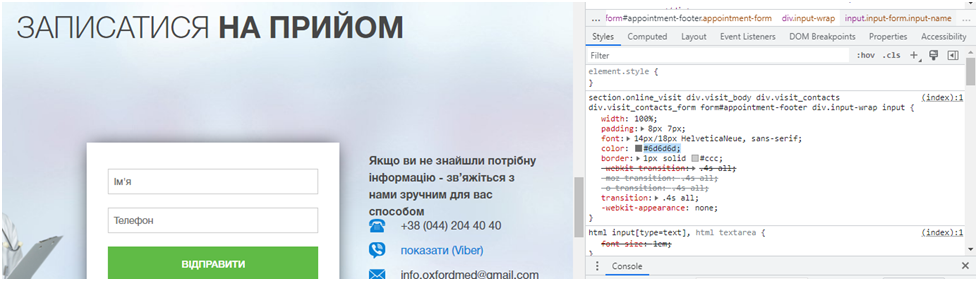 ЗАПИСАТИСЯ НА ПРИЙОМ
Ім'я
Телефон
ВІДПРАВИТИ
Якщо ви не знайшли потрібну
інформацію - зв'яжіться з
нами зручним для вас
способом
+38 (044) 204 40 40
показати (Viber)
info.oxfordmed@gmail.com
... form#appointment-footer.appointment-form div.input-wrap input.input-form.input-name ...
Styles Computed Layout Event Listeners DOM Breakpoints Properties Accessibility
Filter :hov .cls +
element.style {
}
section.online_visit div.visit_body div.visit_contacts (index):1
div.visit_contacts_form form#appointment-footer div.input-wrap input {
width: 100%;
padding: 8px 7px;
font: 14px/18px HelveticaNeue, sans-serif;
color: #6d6d6d;
border: 1px solid #ccc;
-webkit-transition: .4s all;
-moz-transition: .4s all;
-o-transition: .4s all;
transition: .4s all;
-webkit-appearance: none;
}
html input[type=text], html textarea { (index):1
font-size: 1em;
}
Console